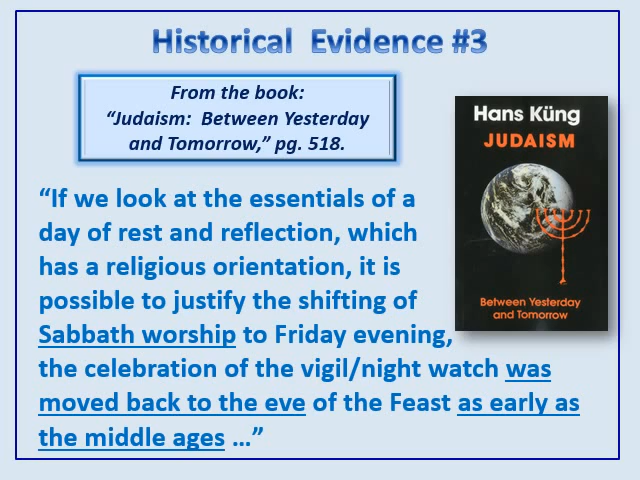 Historical  Evidence #3
From the book:
“Judaism:  Between Yesterday
and Tomorrow,” pg. 518.
Hans Küng
JUDAISM
Between Yesterday
and Tomorrow
“If we look at the essentials of a
day of rest and reflection, which
has a religious orientation, it is
possible to justify the shifting of
Sabbath worship to Friday evening,
the celebration of the vigil/night watch was
moved back to the eve of the Feast as early as
the middle ages …”